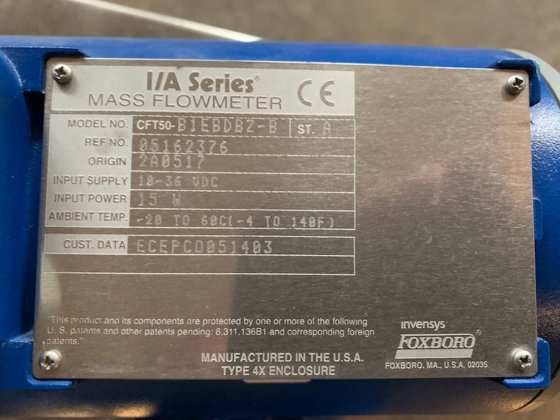 I/A Series® CE
MASS FLOWMETER
MODEL NO. CFT50-B1EBDB2-B ST. A
REF NO. 05162376
ORIGIN 2A0517
INPUT SUPPLY 10-36 VDC
INPUT POWER 15 W
AMBIENT TEMP. -20 TO 60C(-4 TO 140F)
CUST. DATA ECEPCO051403
"This product and its components are protected by one or more of the following
U. S. patents and other patents pending: 6,311,136B1 and corresponding foreign
patents."
MANUFACTURED IN THE U.S.A.
TYPE 4X ENCLOSURE
invensys
FOXBORO®
FOXBORO, MA., U.S.A. 02035